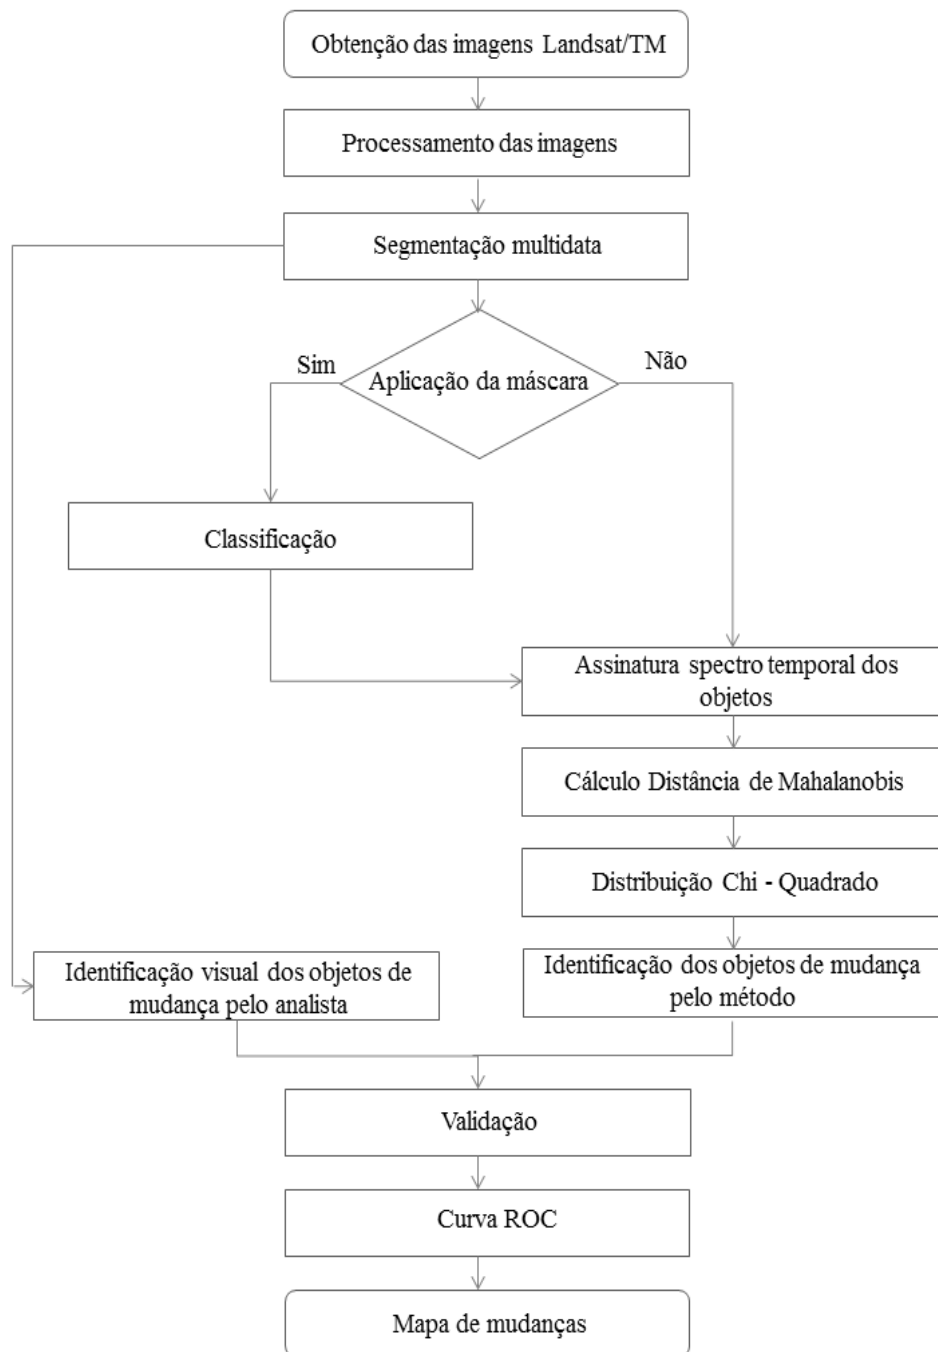 Obtenção das imagens Landsat/TM
Processamento das imagens
Segmentação multidata
Sim
Não
Aplicação da máscara
Classificação
Assinatura spectro temporal dos
objetos
Cálculo Distância de Mahalanobis
Distribuição Chi - Quadrado
Identificação visual dos objetos de
mudança pelo analista
Identificação dos objetos de mudança
pelo método
Validação
Curva ROC
Mapa de mudanças